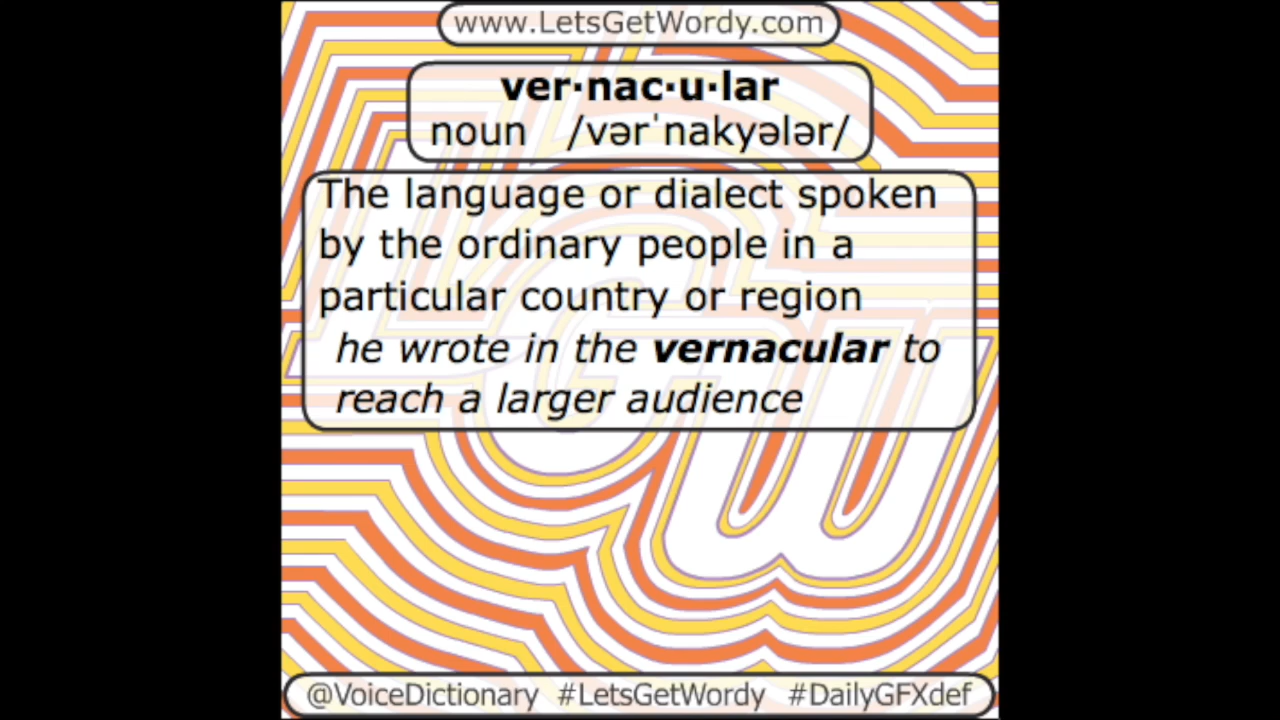 www.LetsGetWordy.com
ver·nac·u·lar
noun /vərˈnakyələr/
The language or dialect spoken
by the ordinary people in a
particular country or region
he wrote in the vernacular to
reach a larger audience
@VoiceDictionary #LetsGetWordy #DailyGFXdef